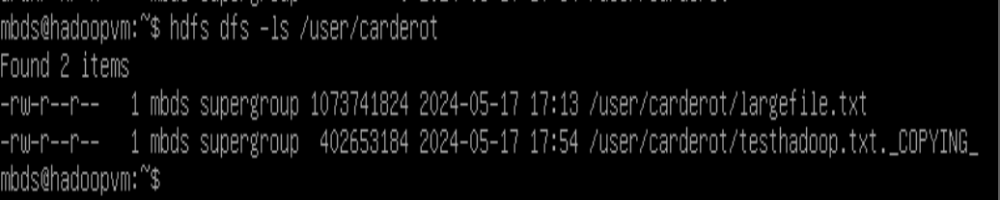 mbds@hadoopvm:~$ hdfs dfs -ls /user/carderot
Found 2 items
-rw-r--r--   1 mbds supergroup 1073741824 2024-05-17 17:13 /user/carderot/largefile.txt
-rw-r--r--   1 mbds supergroup  402653184 2024-05-17 17:54 /user/carderot/testhadoop.txt._COPYING_
mbds@hadoopvm:~$